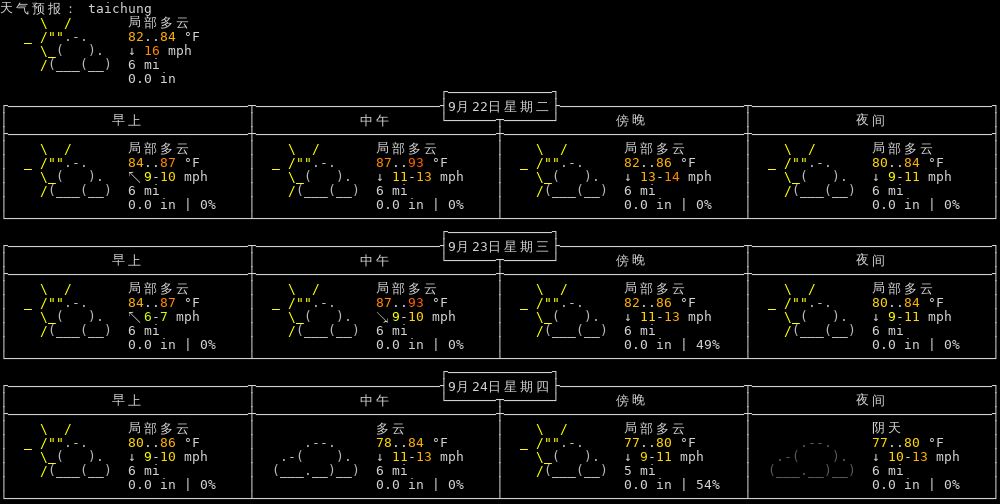 天气预报： taichung
局部多云
82..84 °F
↓ 16 mph
6 mi
0.0 in
9月22日星期二
早上 中午 傍晚 夜间
局部多云 局部多云 局部多云 局部多云
84..87 °F 87..93 °F 82..86 °F 80..84 °F
↖ 9-10 mph ↓ 11-13 mph ↓ 13-14 mph ↓ 9-11 mph
6 mi 6 mi 6 mi 6 mi
0.0 in | 0% 0.0 in | 0% 0.0 in | 0% 0.0 in | 0%
9月23日星期三
早上 中午 傍晚 夜间
局部多云 局部多云 局部多云 局部多云
84..87 °F 87..93 °F 82..86 °F 80..84 °F
↖ 6-7 mph ↘ 9-10 mph ↓ 11-13 mph ↓ 9-11 mph
6 mi 6 mi 6 mi 6 mi
0.0 in | 0% 0.0 in | 0% 0.0 in | 49% 0.0 in | 0%
9月24日星期四
早上 中午 傍晚 夜间
局部多云 多云 局部多云 阴天
80..86 °F 78..84 °F 77..80 °F 77..80 °F
↓ 9-10 mph ↓ 11-13 mph ↓ 9-11 mph ↓ 10-13 mph
6 mi 6 mi 5 mi 6 mi
0.0 in | 0% 0.0 in | 0% 0.0 in | 54% 0.0 in | 0%